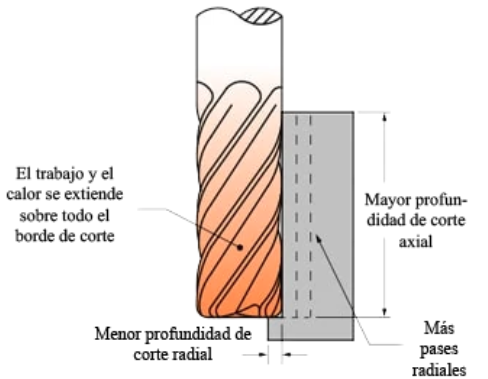 El trabajo y el
calor se extiende
sobre todo el
borde de corte
Mayor profun-
didad de corte
axial
Menor profundidad de
corte radial
Más
pases
radiales